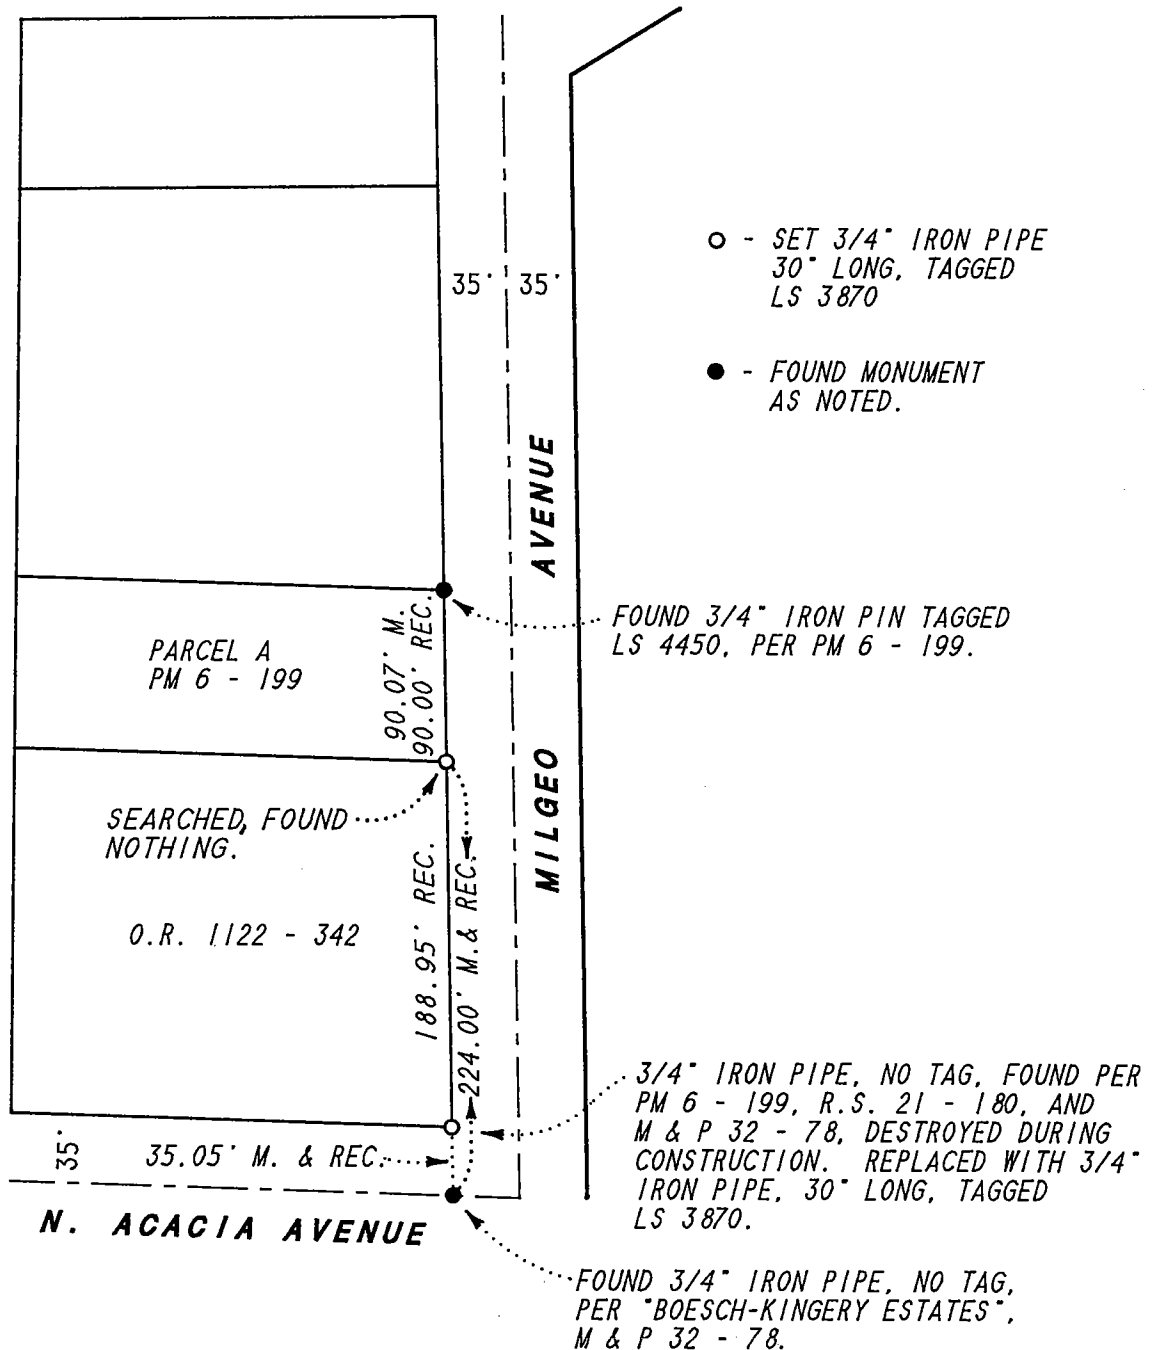 ○ - SET 3/4" IRON PIPE
30" LONG, TAGGED
LS 3870
35' 35'
● - FOUND MONUMENT
AS NOTED.
MILGEO AVENUE
FOUND 3/4" IRON PIN TAGGED
LS 4450, PER PM 6 - 199.
PARCEL A
PM 6 - 199
90.07' M.
90.00' REC.
SEARCHED, FOUND
NOTHING.
188.95' REC.
224.00' M.& REC.
O.R. 1122 - 342
3/4" IRON PIPE, NO TAG, FOUND PER
PM 6 - 199, R.S. 21 - 180, AND
M & P 32 - 78, DESTROYED DURING
CONSTRUCTION. REPLACED WITH 3/4"
IRON PIPE, 30" LONG, TAGGED
LS 3870.
35'
35.05' M. & REC.
N. ACACIA AVENUE
FOUND 3/4" IRON PIPE, NO TAG,
PER "BOESCH-KINGERY ESTATES",
M & P 32 - 78.